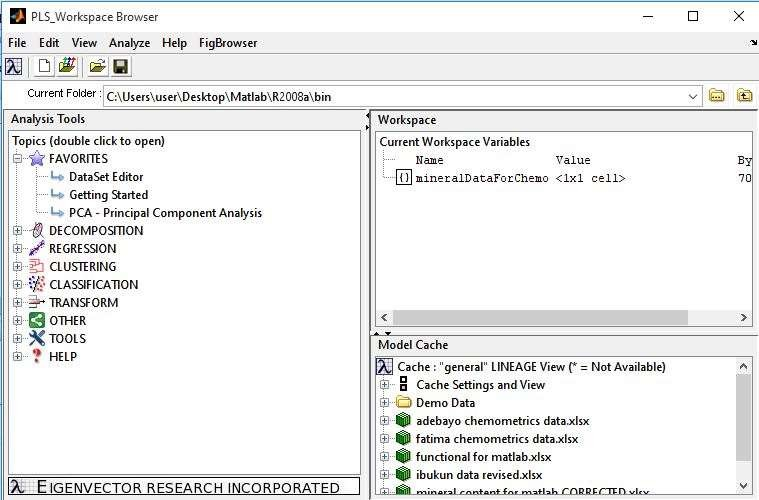 PLS_Workspace Browser
File Edit View Analyze Help FigBrowser
Current Folder : C:\Users\user\Desktop\Matlab\R2008a\bin
Analysis Tools
Topics (double click to open)
FAVORITES
DataSet Editor
Getting Started
PCA - Principal Component Analysis
DECOMPOSITION
REGRESSION
CLUSTERING
CLASSIFICATION
TRANSFORM
OTHER
TOOLS
HELP
EIGENVECTOR RESEARCH INCORPORATED
Workspace
Current Workspace Variables
Name Value By
{} mineralDataForChemo <1x1 cell> 70
Model Cache
Cache : "general" LINEAGE View (* = Not Available)
Cache Settings and View
Demo Data
adebayo chemometrics data.xlsx
fatima chemometrics data.xlsx
functional for matlab.xlsx
ibukun data revised.xlsx
mineral content for matlab CORRECTED.xlsx